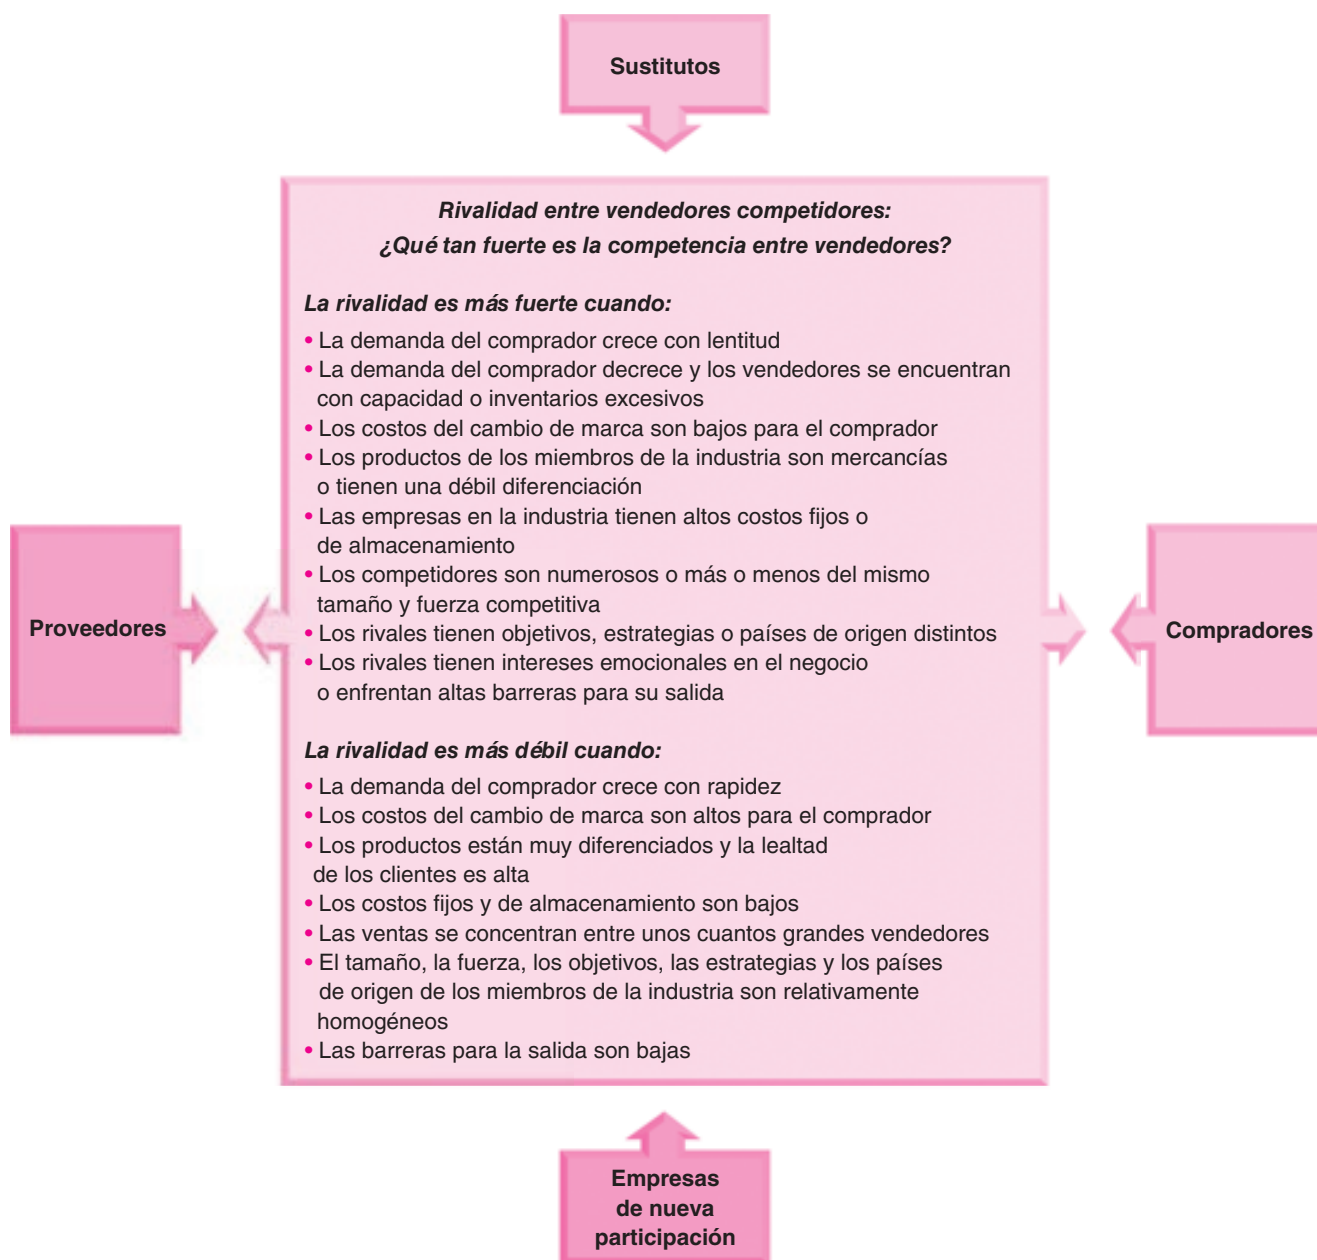 Sustitutos
Rivalidad entre vendedores competidores:
¿Qué tan fuerte es la competencia entre vendedores?
La rivalidad es más fuerte cuando:
• La demanda del comprador crece con lentitud
• La demanda del comprador decrece y los vendedores se encuentran
con capacidad o inventarios excesivos
• Los costos del cambio de marca son bajos para el comprador
• Los productos de los miembros de la industria son mercancías
o tienen una débil diferenciación
• Las empresas en la industria tienen altos costos fijos o
de almacenamiento
• Los competidores son numerosos o más o menos del mismo
tamaño y fuerza competitiva
• Los rivales tienen objetivos, estrategias o países de origen distintos
• Los rivales tienen intereses emocionales en el negocio
o enfrentan altas barreras para su salida
La rivalidad es más débil cuando:
• La demanda del comprador crece con rapidez
• Los costos del cambio de marca son altos para el comprador
• Los productos están muy diferenciados y la lealtad
de los clientes es alta
• Los costos fijos y de almacenamiento son bajos
• Las ventas se concentran entre unos cuantos grandes vendedores
• El tamaño, la fuerza, los objetivos, las estrategias y los países
de origen de los miembros de la industria son relativamente
homogéneos
• Las barreras para la salida son bajas
Proveedores
Compradores
Empresas
de nueva
participación